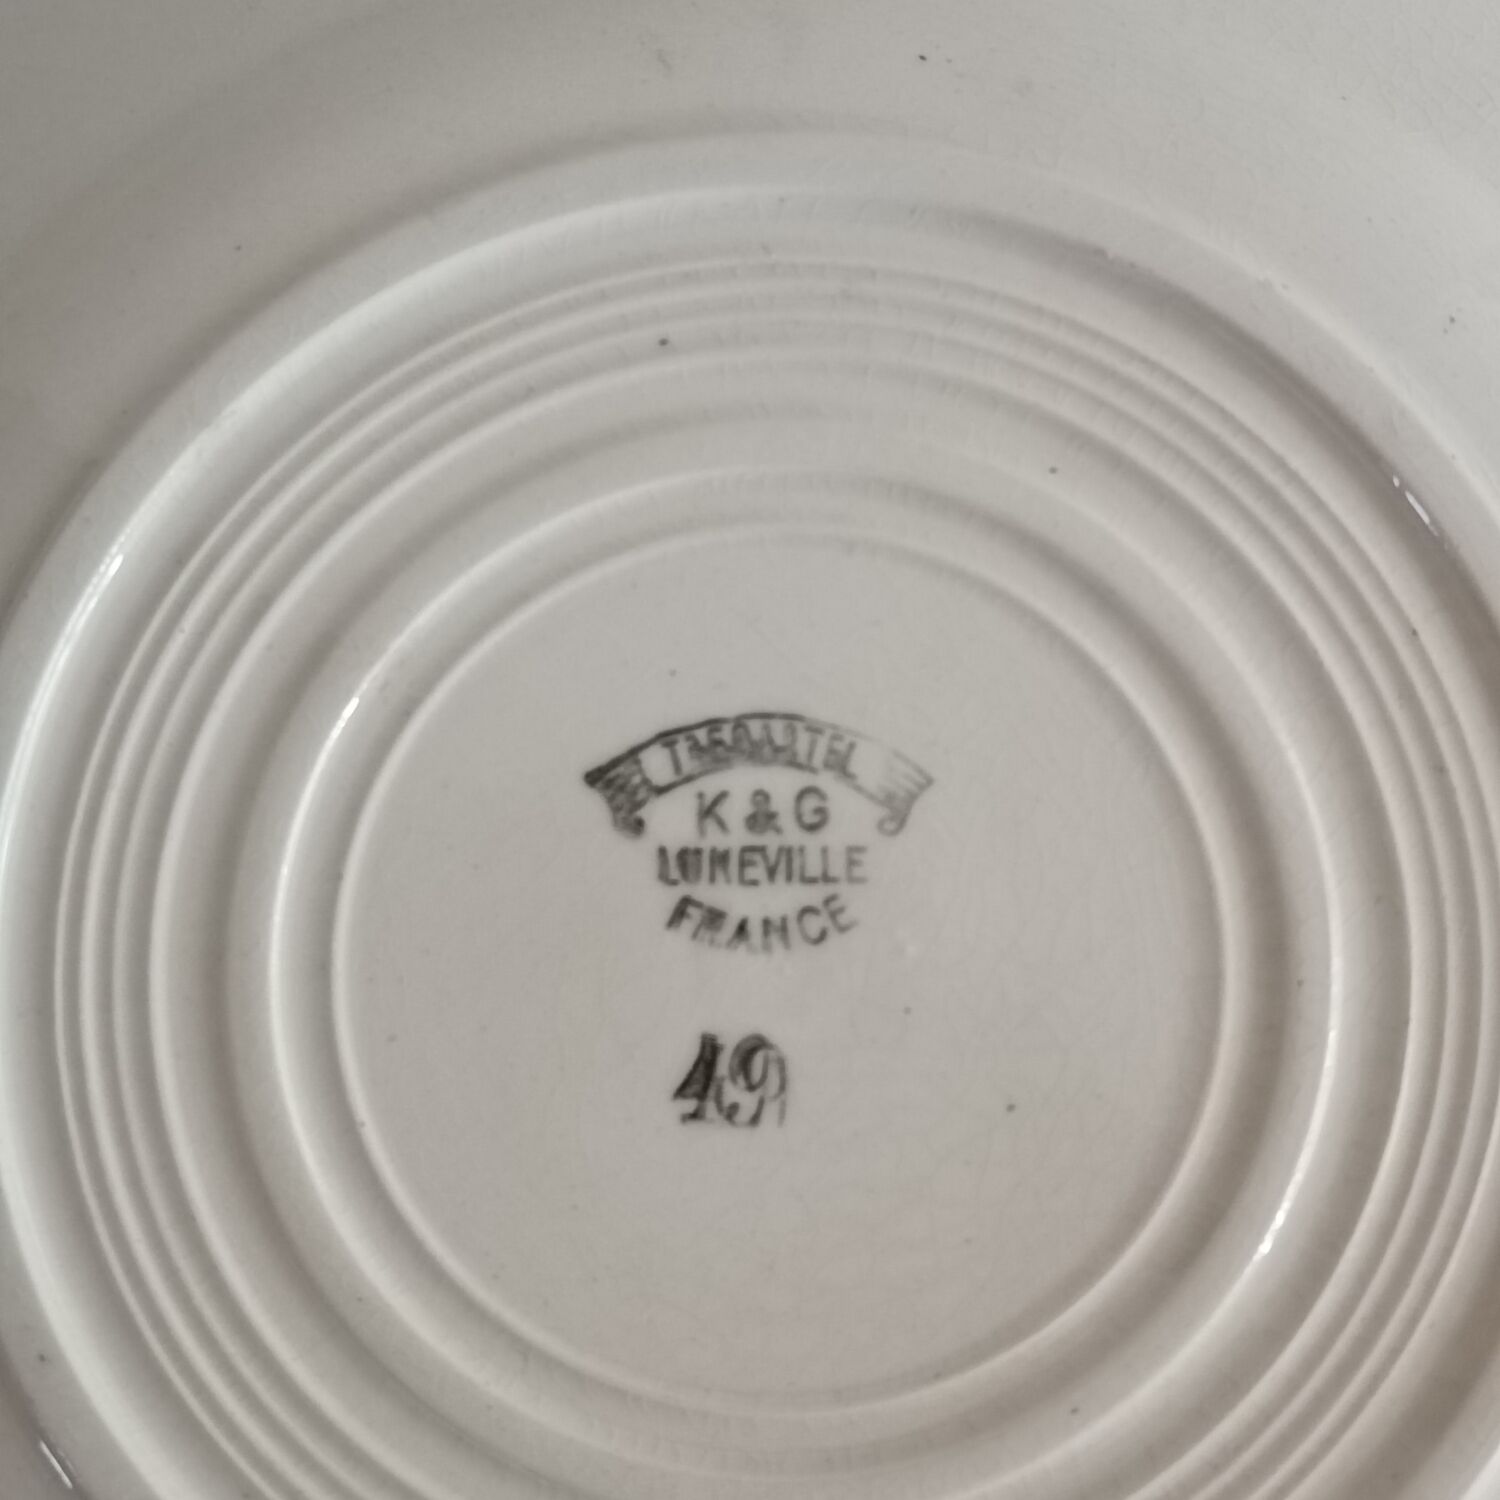 K & G
LUNEVILLE
FRANCE
49